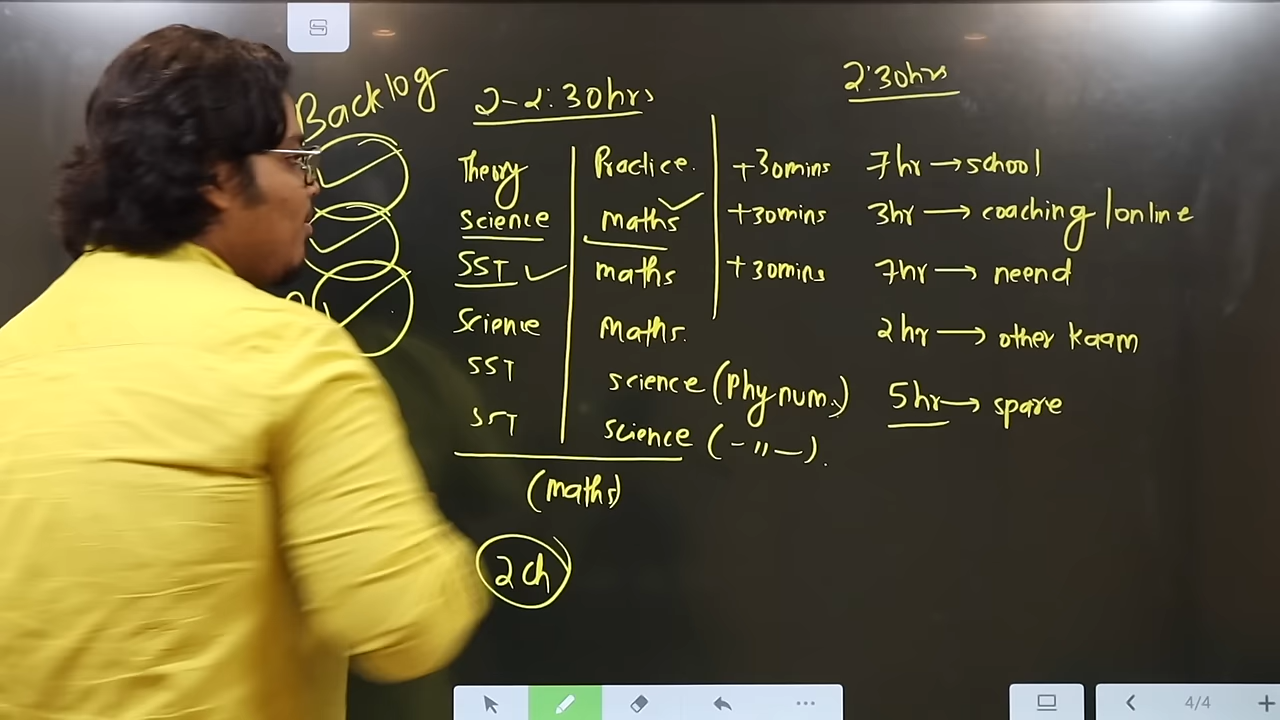 Backlog
2-2:30hrs
2:30hrs
Theory Practice. +30mins 7hr → school
science maths +30mins 3hr → coaching/online
SST maths +30mins 7hr → neend
Science Maths. 2hr → other kaam
SST science (Phy num.) 5hr → spare
SST science (-"-).
(maths)
2 ch
4/4